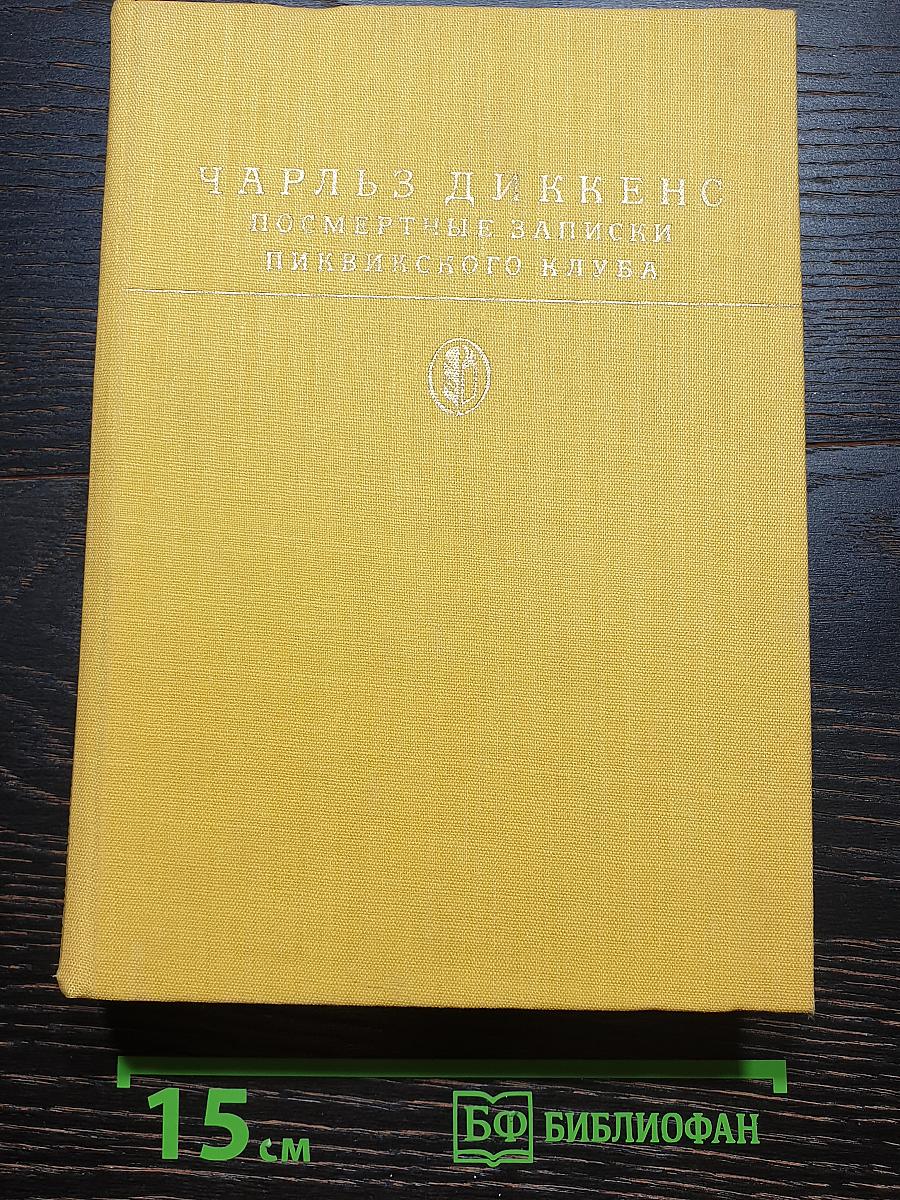 ЧАРЛЬЗ ДИККЕНС
ПОСМЕРТНЫЕ ЗАПИСКИ
ПИКВИКСКОГО КЛУБА
15 см
БФ БИБЛИОФАН